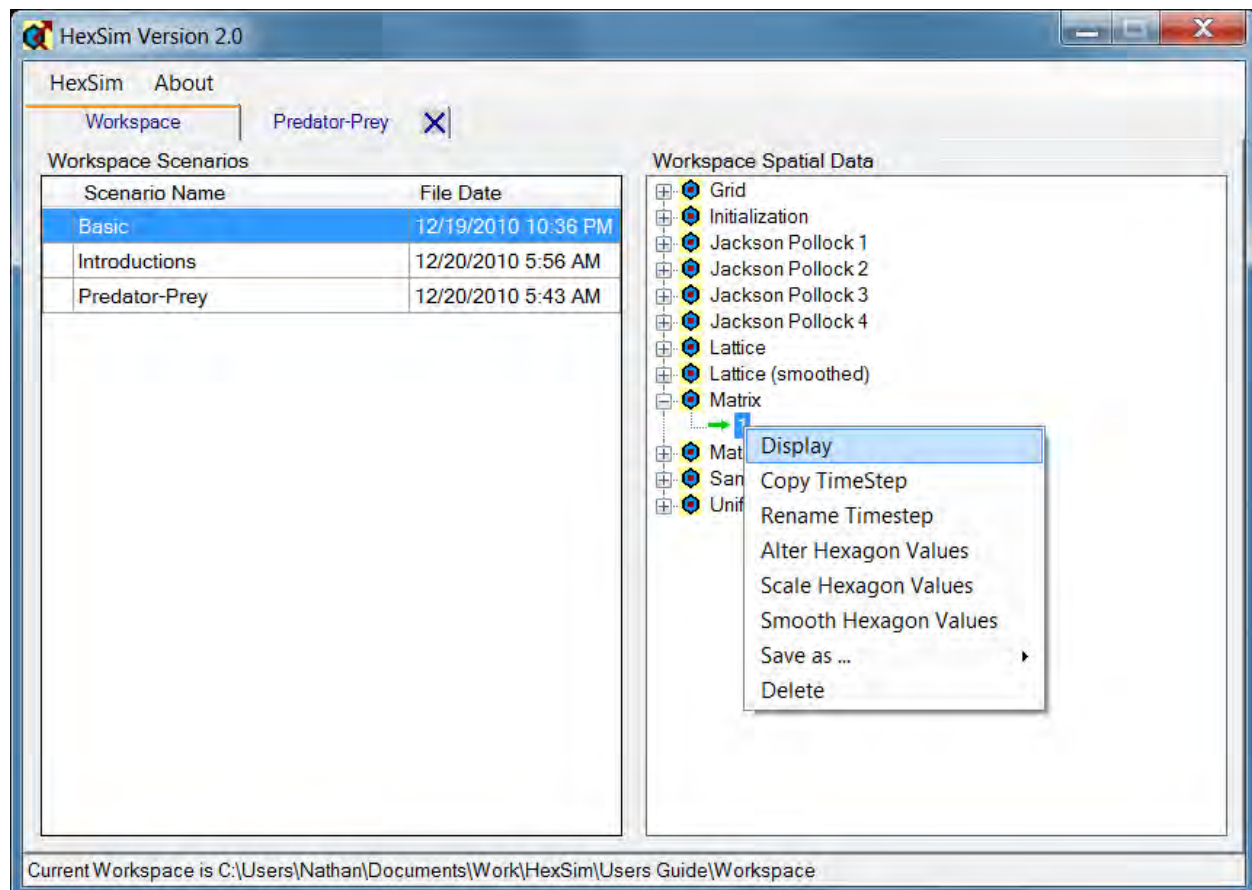 HexSim Version 2.0
HexSim About
Workspace Predator-Prey
Workspace Scenarios
Scenario Name File Date
Basic 12/19/2010 10:36 PM
Introductions 12/20/2010 5:56 AM
Predator-Prey 12/20/2010 5:43 AM
Workspace Spatial Data
Grid
Initialization
Jackson Pollock 1
Jackson Pollock 2
Jackson Pollock 3
Jackson Pollock 4
Lattice
Lattice (smoothed)
Matrix
1
Mat
Sam
Unif
Display
Copy TimeStep
Rename Timestep
Alter Hexagon Values
Scale Hexagon Values
Smooth Hexagon Values
Save as ...
Delete
Current Workspace is C:\Users\Nathan\Documents\Work\HexSim\Users Guide\Workspace